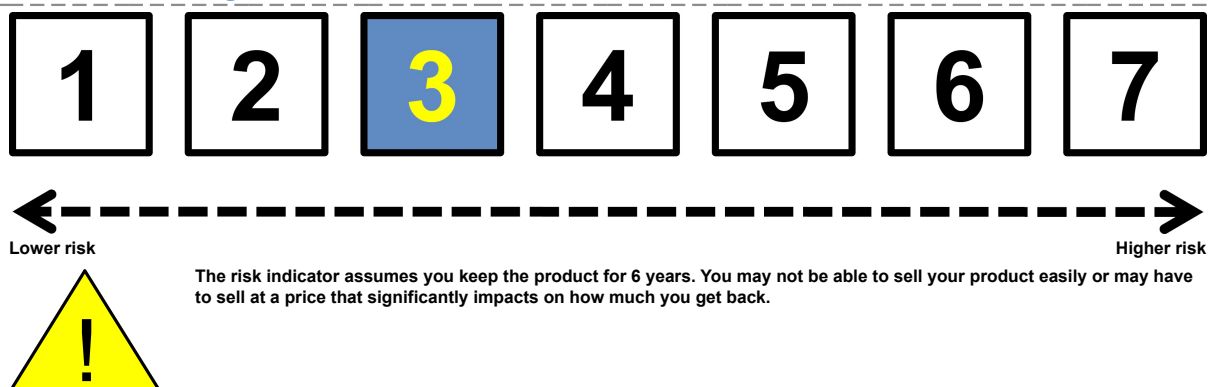 1 2 3 4 5 6 7
Lower risk Higher risk
The risk indicator assumes you keep the product for 6 years. You may not be able to sell your product easily or may have
to sell at a price that significantly impacts on how much you get back.
!